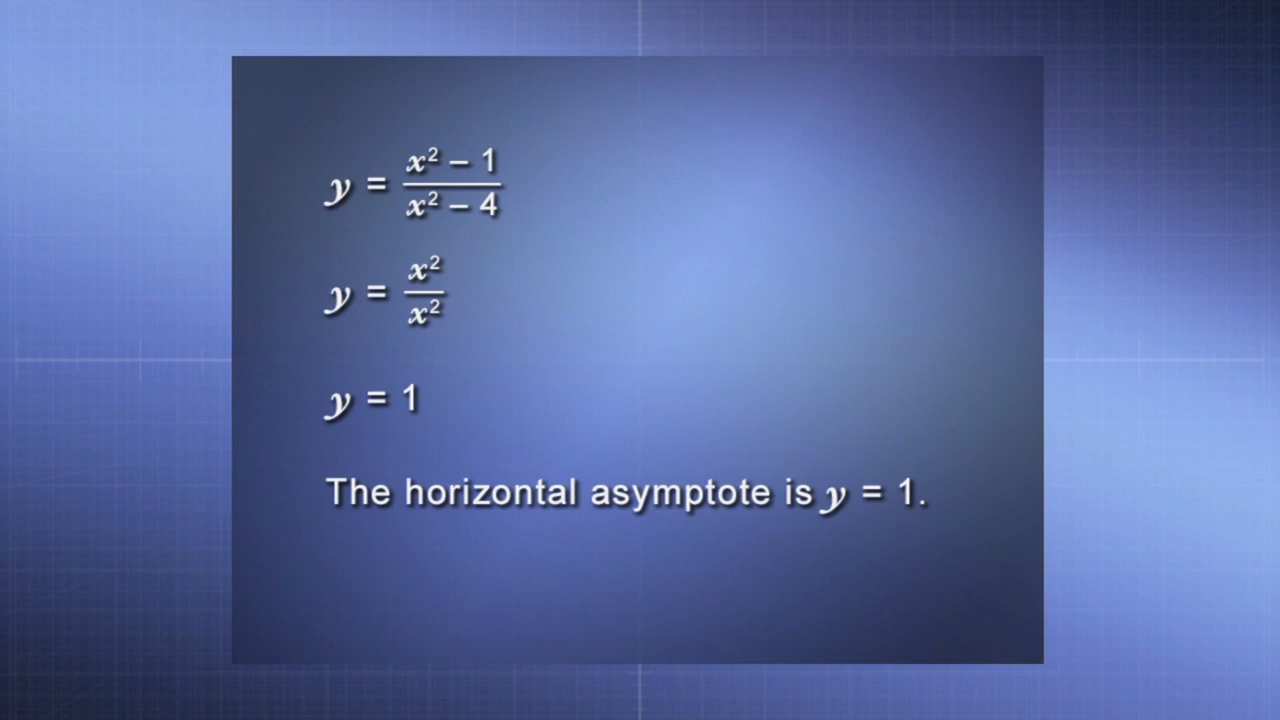 y = x² – 1 / x² – 4
y = x² / x²
y = 1
The horizontal asymptote is y = 1.